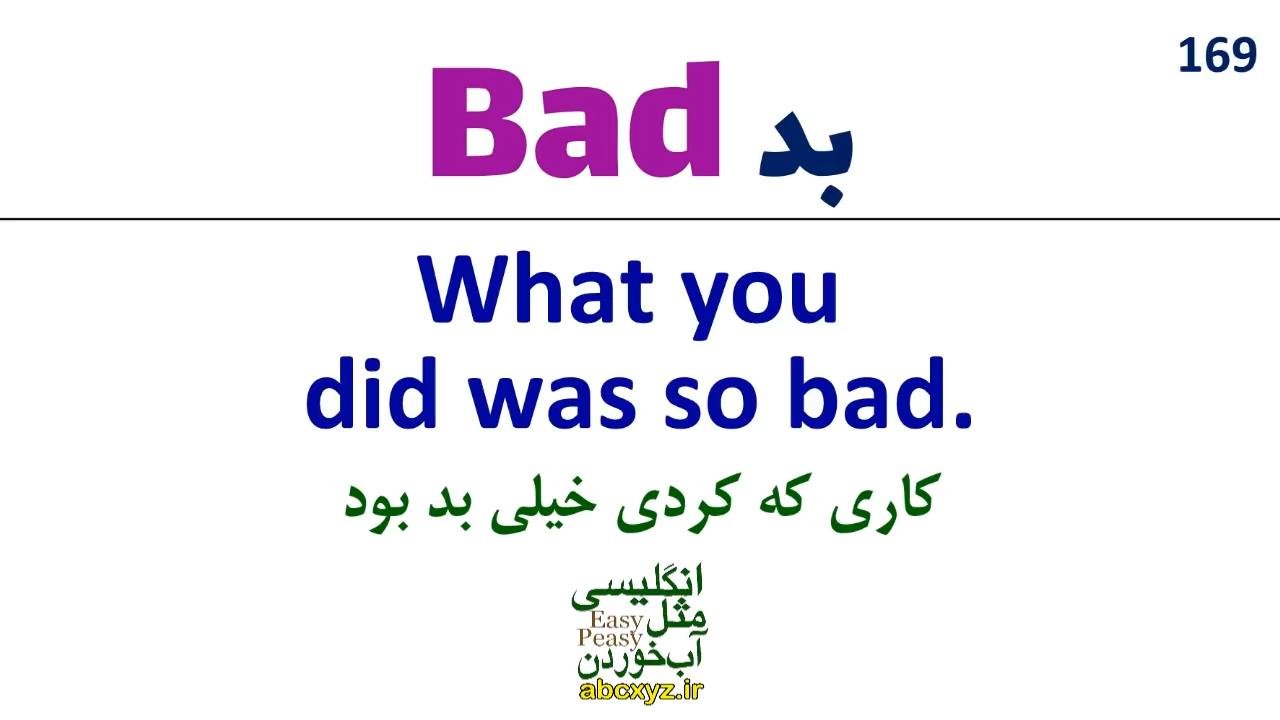 169
Bad بد
What you
did was so bad.
کاری که کردی خیلی بد بود
انگلیسی
مثل Easy
Peasy
آب‌خوردن
abcxyz.ir